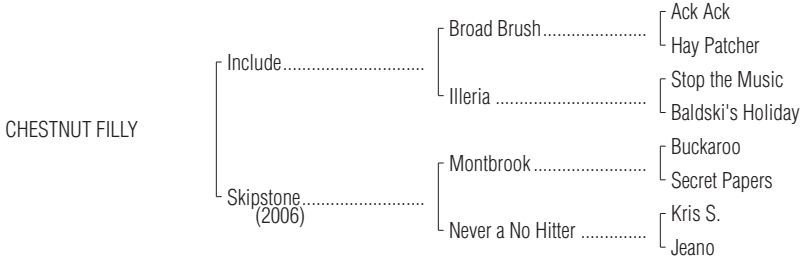 Ack Ack
Broad Brush......................
Hay Patcher
Include..............................
Stop the Music
Illeria ................................
Baldski's Holiday
CHESTNUT FILLY
Buckaroo
Montbrook........................
Secret Papers
Skipstone..........................
(2006)
Kris S.
Never a No Hitter ..............
Jeano